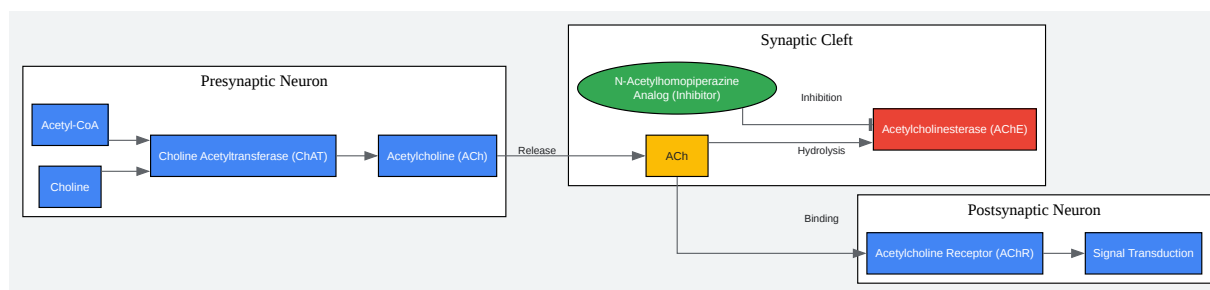 Presynaptic Neuron
Acetyl-CoA
Choline
Choline Acetyltransferase (ChAT)
Acetylcholine (ACh)
Release
Synaptic Cleft
N-Acetylhomopiperazine
Analog (Inhibitor)
Inhibition
Acetylcholinesterase (AChE)
ACh
Hydrolysis
Binding
Postsynaptic Neuron
Acetylcholine Receptor (AChR)
Signal Transduction